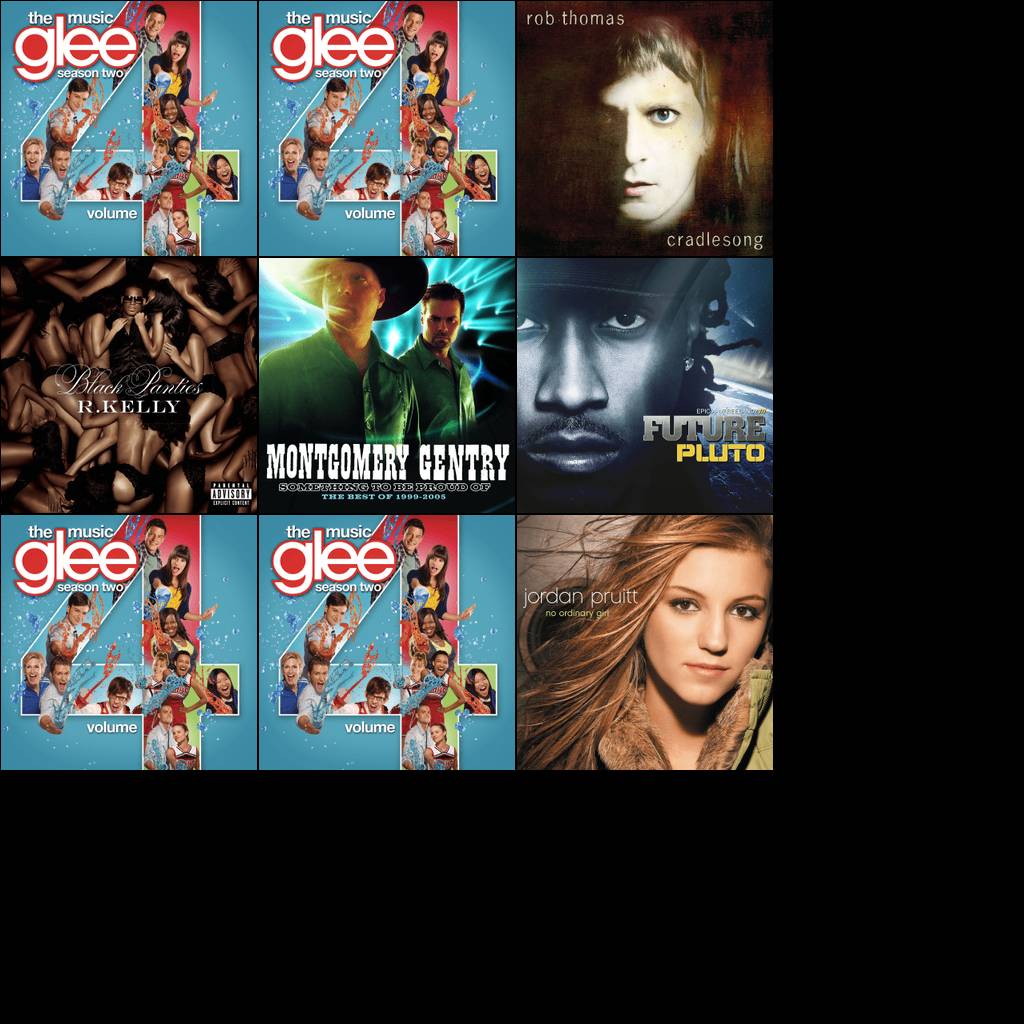 the music
glee
season two
volume
the music
glee
season two
volume
rob thomas
cradlesong
Black Panties
R.KELLY
PARENTAL
ADVISORY
EXPLICIT CONTENT
MONTGOMERY GENTRY
SOMETHING TO BE PROUD OF
THE BEST OF 1999-2005
FUTURE
PLUTO
the music
glee
season two
volume
the music
glee
season two
volume
jordan pruitt
no ordinary girl